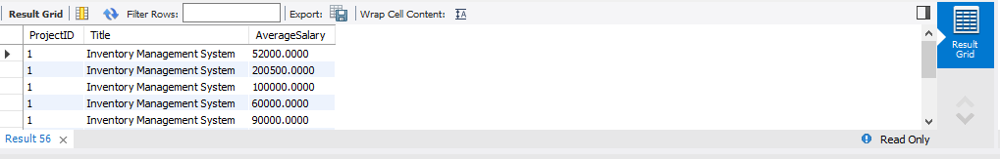 Result Grid Filter Rows: Export: Wrap Cell Content: IA
ProjectID Title AverageSalary
1 Inventory Management System 52000.0000
1 Inventory Management System 200500.0000
1 Inventory Management System 100000.0000
1 Inventory Management System 60000.0000
1 Inventory Management System 90000.0000
Result Grid
Result 56 × Read Only